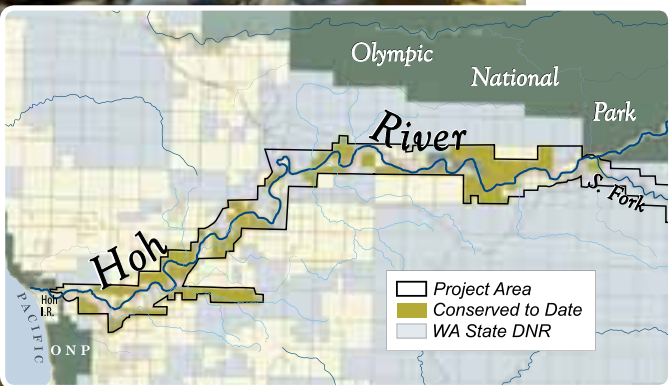 Olympic
National
Park
River
S. Fork
Hoh
Hoh
I.R.
PACIFIC
ONP
Project Area
Conserved to Date
WA State DNR